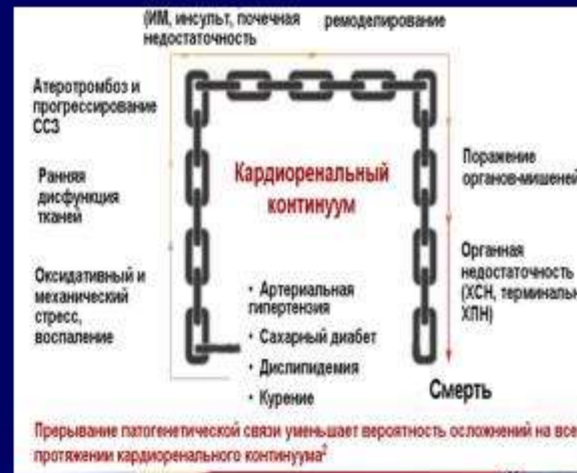 (ИМ, инсульт, почечная
недостаточность
ремоделирование
Атеротромбоз и
прогрессирование
ССЗ
Ранняя
дисфункция
тканей
Оксидативный и
механический
стресс,
воспаление
Кардиоренальный
континуум
• Артериальная
гипертензия
• Сахарный диабет
• Дислипидемия
• Курение
Поражение
органов-мишеней
Органная
недостаточность
(ХСН, терминальн
ХПН)
Смерть
Прерывание патогенетической связи уменьшает вероятность осложнений на все
протяжении кардиоренального континуума²